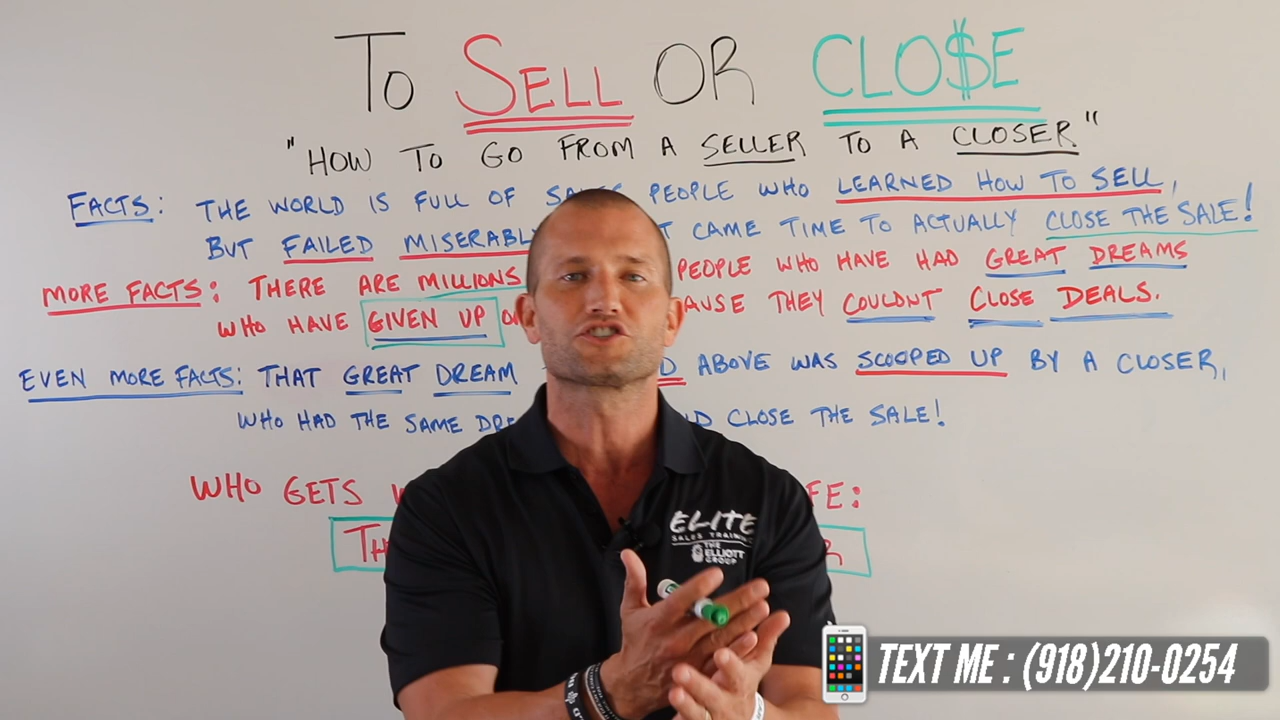 TO SELL OR CLO$E
"HOW TO GO FROM A SELLER TO A CLOSER"
FACTS: THE WORLD IS FULL OF PEOPLE WHO LEARNED HOW TO SELL,
BUT FAILED CAME TIME TO ACTUALLY CLOSE THE SALE!
MORE FACTS: THERE ARE MILLIONS PEOPLE WHO HAVE HAD GREAT DREAMS
WHO HAVE GIVEN UP THEY COULDNT CLOSE DEALS.
EVEN MORE FACTS: THAT GREAT DREAM ABOVE WAS SCOOPED UP BY A CLOSER,
WHO HAD THE SAME CLOSE THE SALE!
WHO GETS
ELITE
SALES TRAINING
THE
ELLIOTT
GROUP
TEXT ME : (918)210-0254